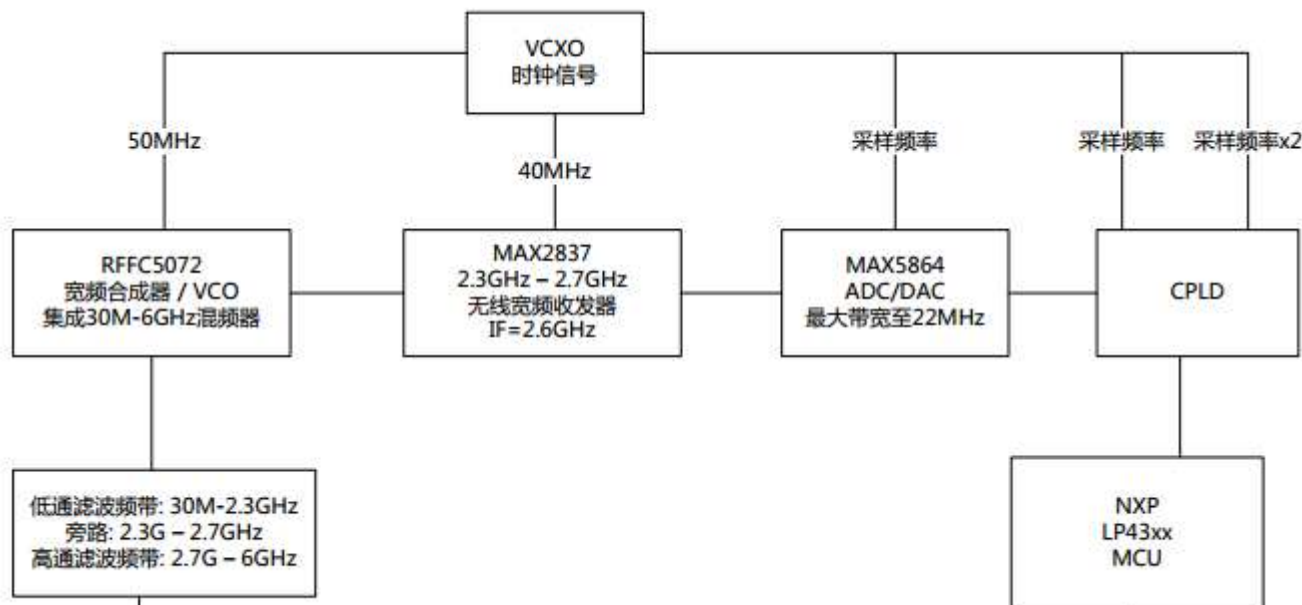 VCXO
时钟信号
50MHz
采样频率
采样频率
采样频率x2
40MHz
RFFC5072
宽频合成器 / VCO
集成30M-6GHz混频器
MAX2837
2.3GHz – 2.7GHz
无线宽频收发器
IF=2.6GHz
MAX5864
ADC/DAC
最大带宽至22MHz
CPLD
低通滤波频带: 30M-2.3GHz
旁路: 2.3G – 2.7GHz
高通滤波频带: 2.7G – 6GHz
NXP
LP43xx
MCU